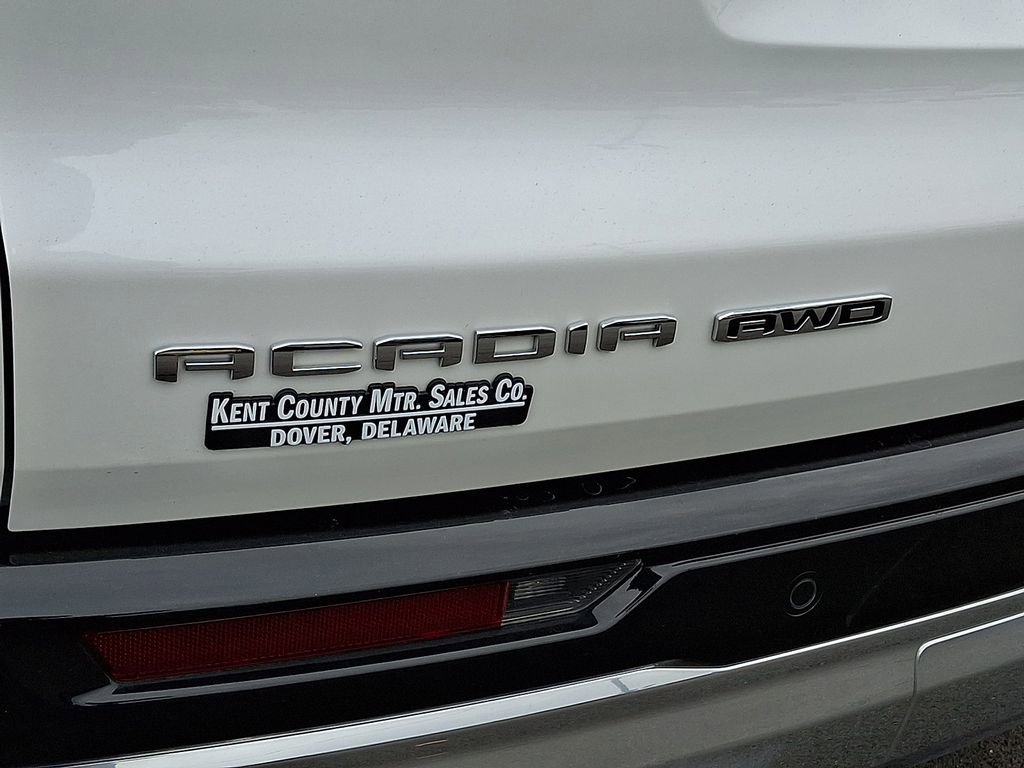 ACADIA AWD
KENT COUNTY MTR. SALES CO.
DOVER, DELAWARE